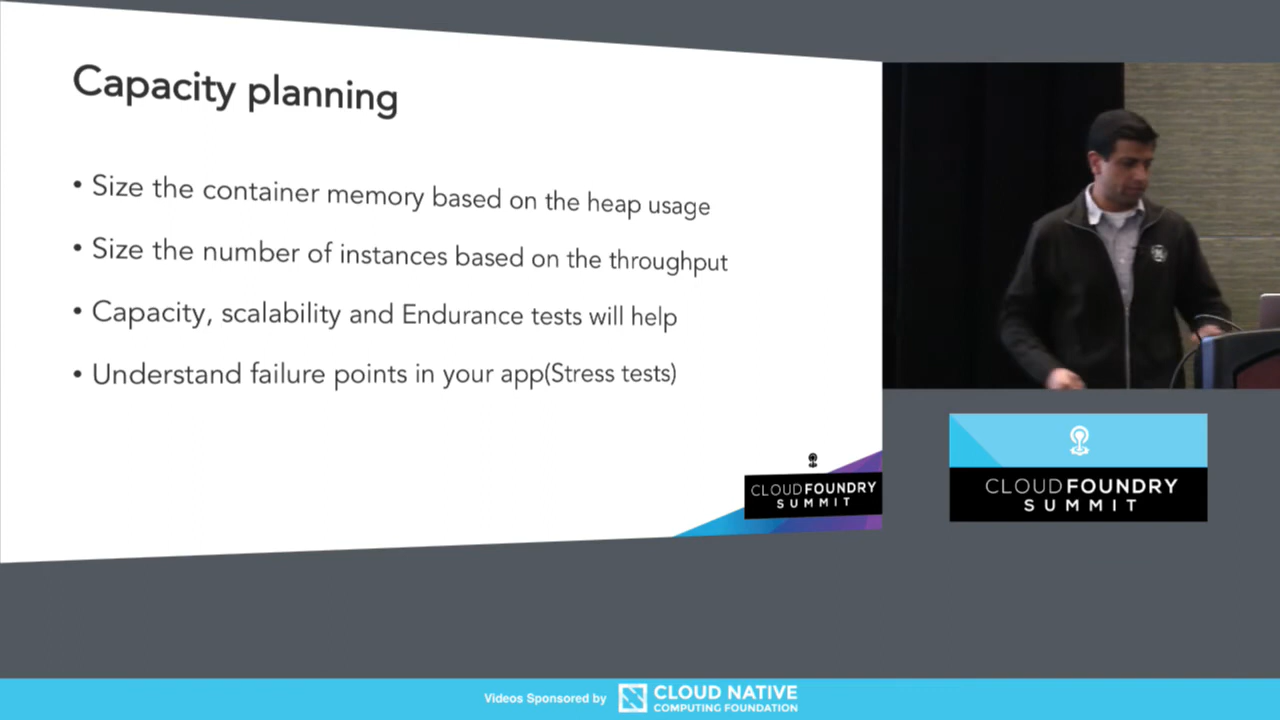 Capacity planning
• Size the container memory based on the heap usage
• Size the number of instances based on the throughput
• Capacity, scalability and Endurance tests will help
• Understand failure points in your app(Stress tests)
CLOUDFOUNDRY
SUMMIT
CLOUDFOUNDRY
SUMMIT
Videos Sponsored by
CLOUD NATIVE
COMPUTING FOUNDATION